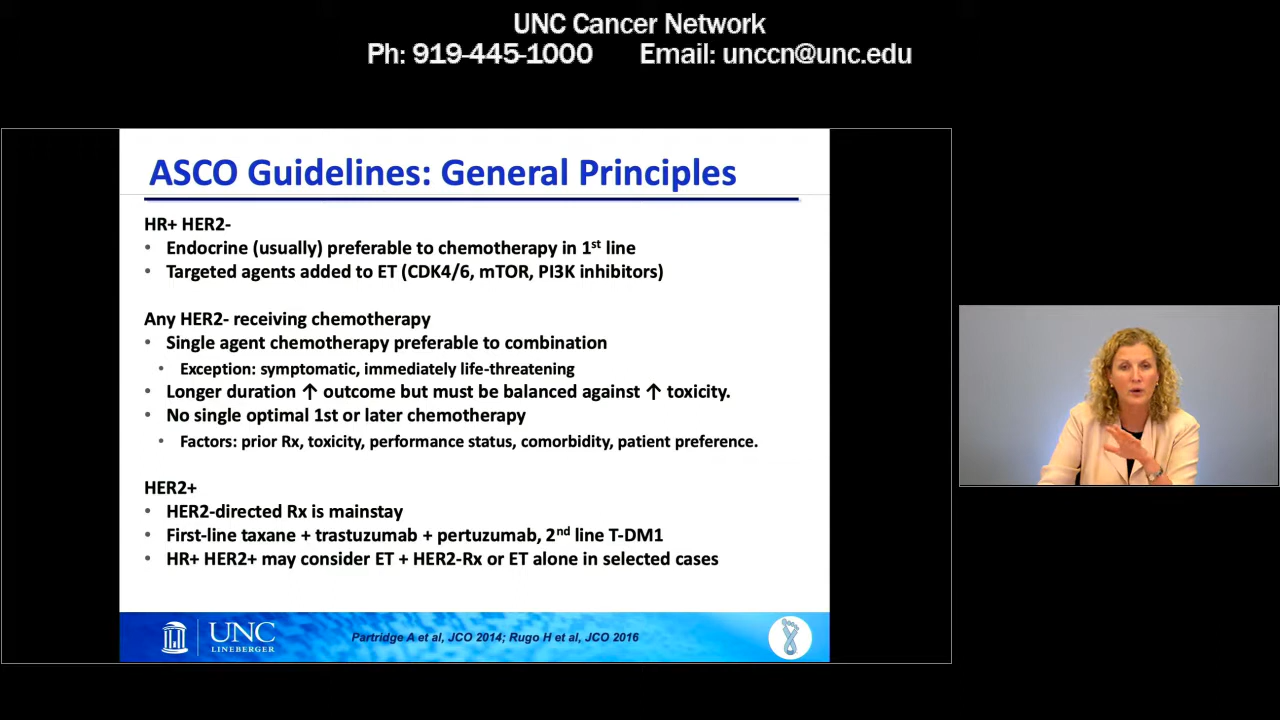 UNC Cancer Network
Ph: 919-445-1000 Email: unccn@unc.edu
ASCO Guidelines: General Principles
HR+ HER2-
• Endocrine (usually) preferable to chemotherapy in 1st line
• Targeted agents added to ET (CDK4/6, mTOR, PI3K inhibitors)
Any HER2- receiving chemotherapy
• Single agent chemotherapy preferable to combination
• Exception: symptomatic, immediately life-threatening
• Longer duration ↑ outcome but must be balanced against ↑ toxicity.
• No single optimal 1st or later chemotherapy
• Factors: prior Rx, toxicity, performance status, comorbidity, patient preference.
HER2+
• HER2-directed Rx is mainstay
• First-line taxane + trastuzumab + pertuzumab, 2nd line T-DM1
• HR+ HER2+ may consider ET + HER2-Rx or ET alone in selected cases
UNC
LINEBERGER
Partridge A et al, JCO 2014; Rugo H et al, JCO 2016